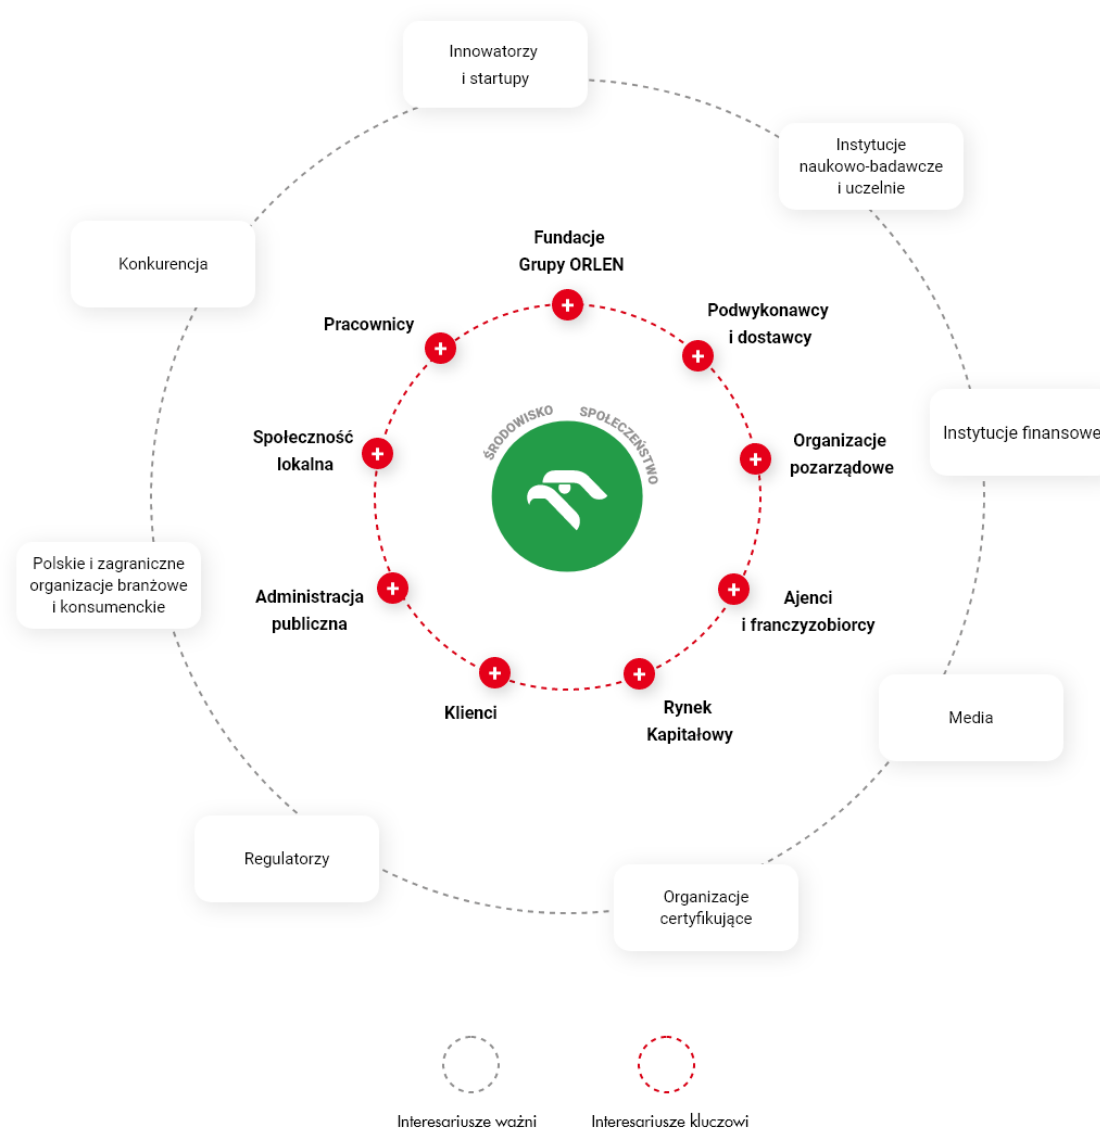 Innowatorzy
i startupy
Instytucje
naukowo-badawcze
i uczelnie
Konkurencja
Fundacje
Grupy ORLEN
Pracownicy
Podwykonawcy
i dostawcy
ŚRODOWISKO
SPOŁECZEŃSTWO
Społeczność
lokalna
Organizacje
pozarządowe
Instytucje finansowe
Polskie i zagraniczne
organizacje branżowe
i konsumenckie
Administracja
publiczna
Ajenci
i franczyzobiorcy
Klienci
Rynek
Kapitałowy
Media
Regulatorzy
Organizacje
certyfikujące
Interesariusze ważni
Interesariusze kluczowi